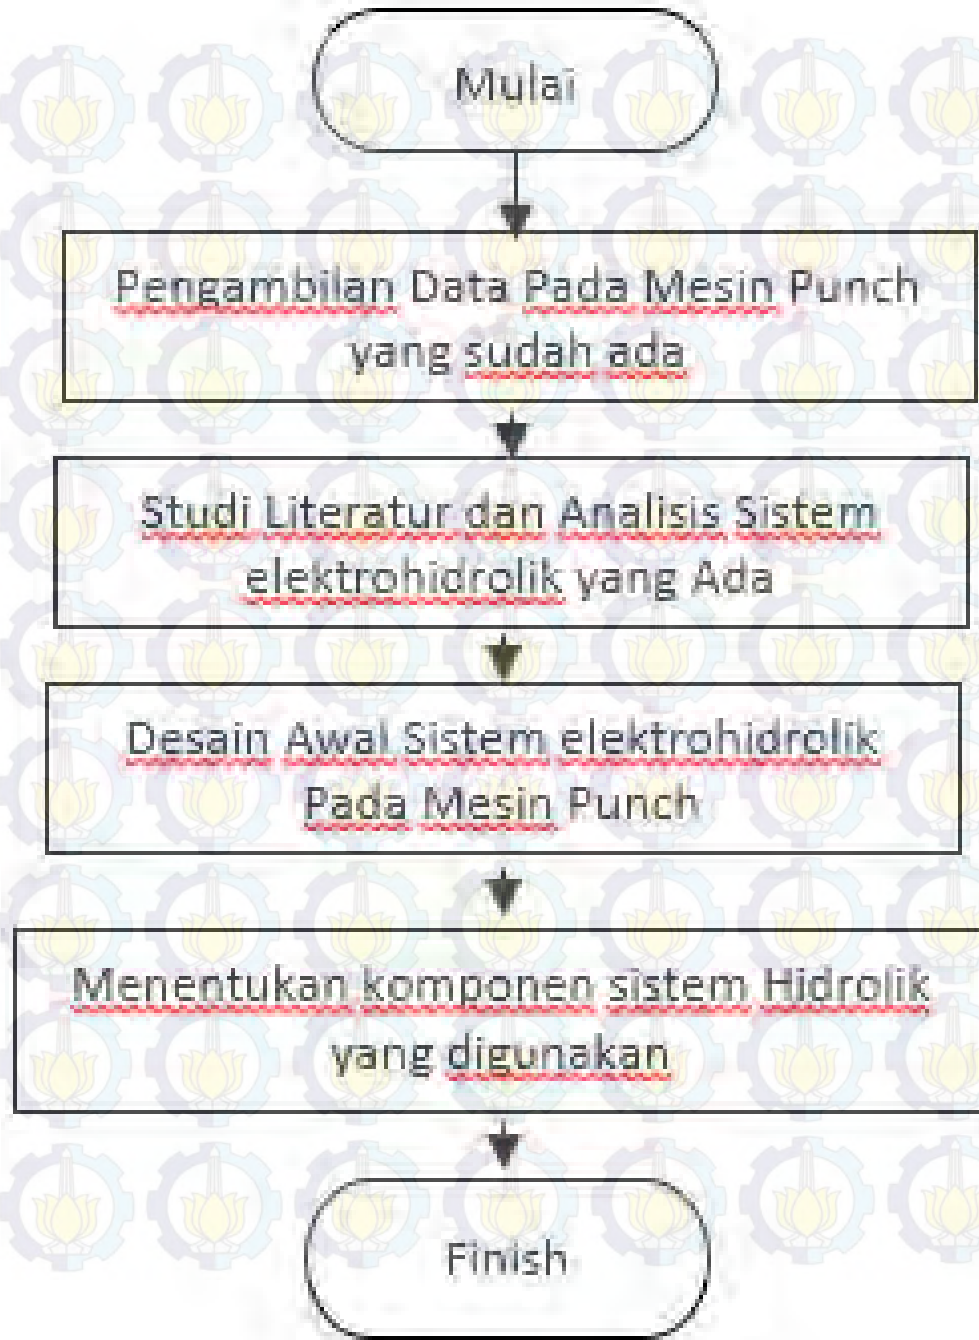 Mulai
Pengambilan Data Pada Mesin Punch
yang sudah ada
Studi Literatur dan Analisis Sistem
elektrohidrolik yang Ada
Desain Awal Sistem elektrohidrolik
Pada Mesin Punch
Menentukan komponen sistem Hidrolik
yang digunakan
Finish